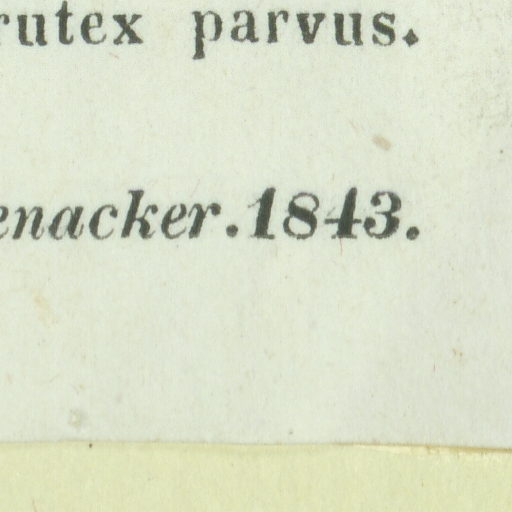 rutex parvus.
enacker. 1843.